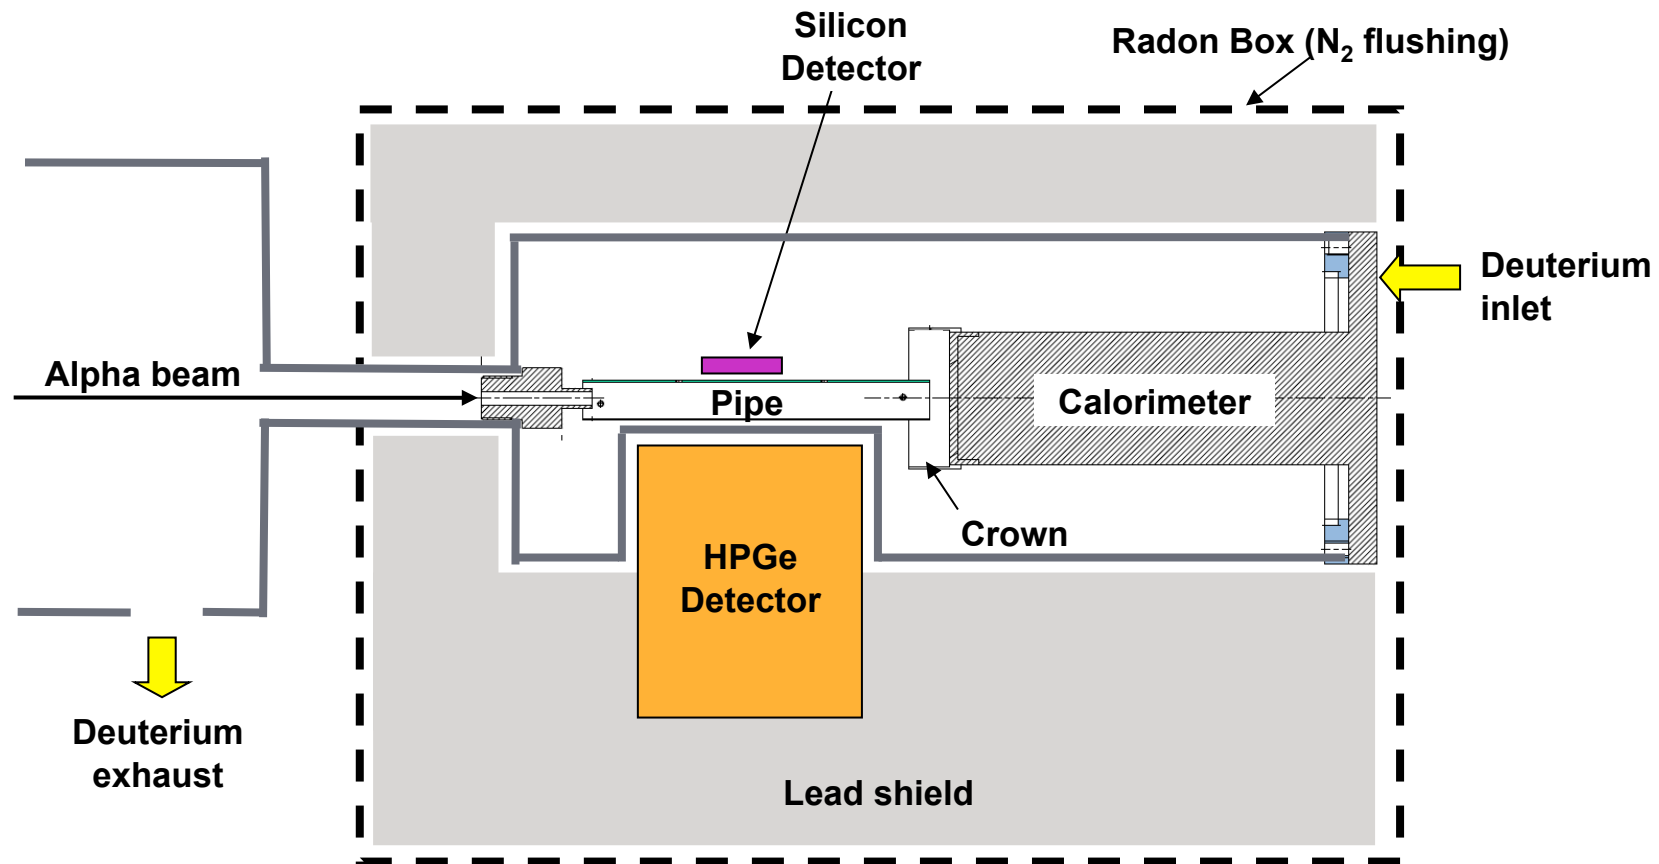 Silicon
Detector
Radon Box (N₂ flushing)
Deuterium
inlet
Alpha beam
Pipe
Calorimeter
Crown
HPGe
Detector
Deuterium
exhaust
Lead shield